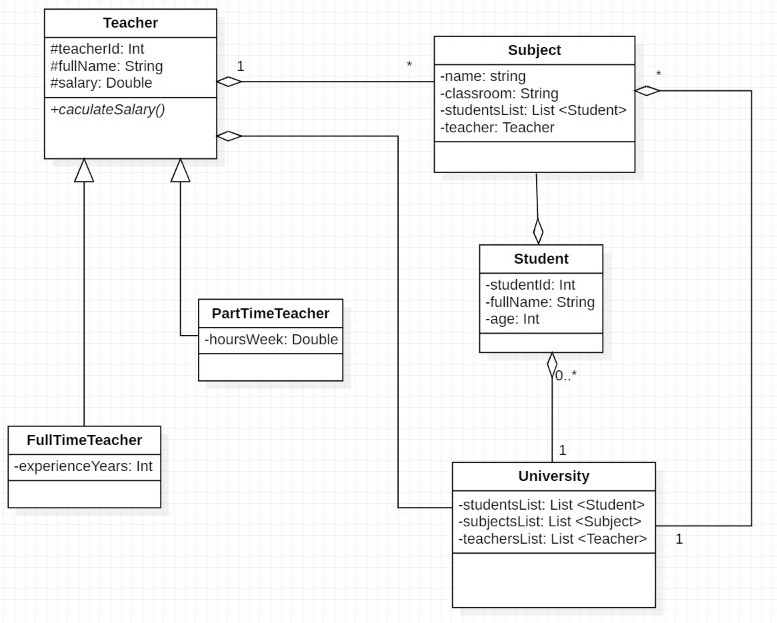 Teacher
#teacherId: Int
#fullName: String
#salary: Double
+caculateSalary()
1
*
Subject
-name: string
-classroom: String
-studentsList: List <Student>
-teacher: Teacher
*
Student
-studentId: Int
-fullName: String
-age: Int
0..*
1
PartTimeTeacher
-hoursWeek: Double
FullTimeTeacher
-experienceYears: Int
University
-studentsList: List <Student>
-subjectsList: List <Subject>
-teachersList: List <Teacher>
1